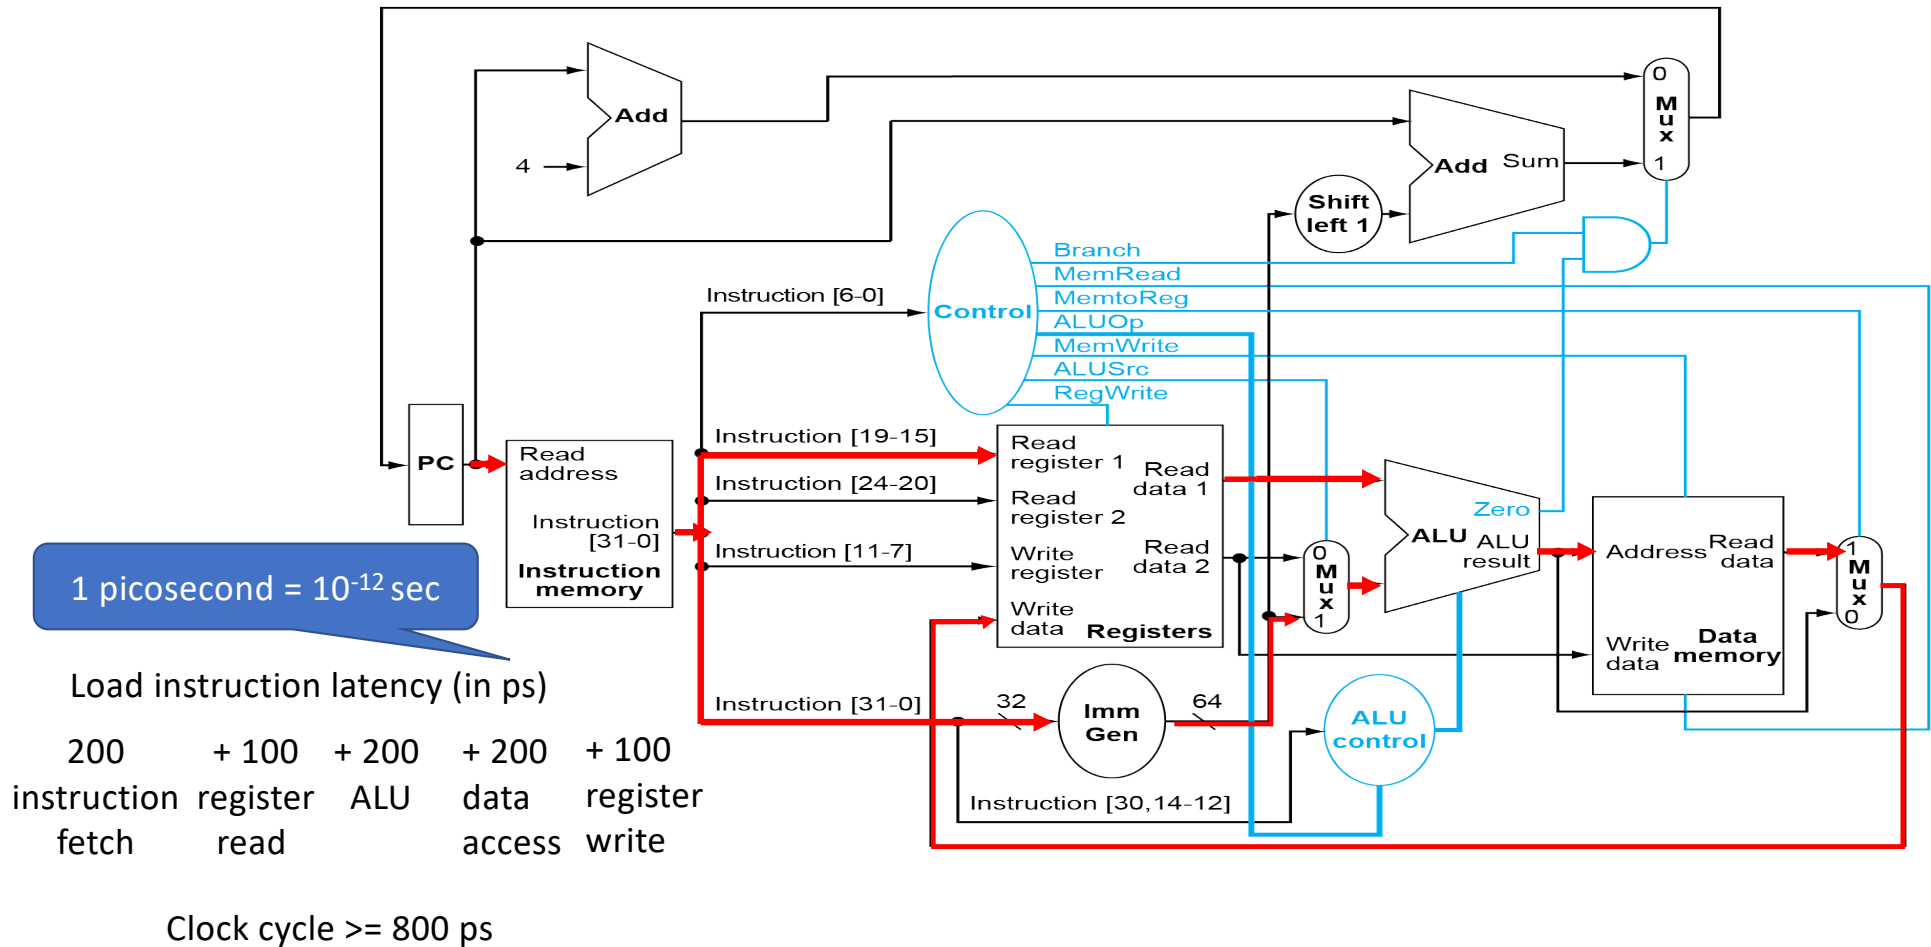 Add
4
0
Mux
1
Add Sum
Shift
left 1
Branch
MemRead
MemtoReg
ALUOp
MemWrite
ALUSrc
RegWrite
Control
Instruction [6-0]
Instruction [19-15]
Instruction [24-20]
Instruction [11-7]
Instruction [31-0]
Instruction [30,14-12]
PC
Read
address
Instruction
[31-0]
Instruction
memory
Read
register 1
Read
register 2
Write
register
Write
data
Read
data 1
Read
data 2
Registers
32
Imm
Gen
64
0
Mux
1
Zero
ALU
ALU
result
ALU
control
Address
Read
data
Write
data
Data
memory
1
Mux
0
1 picosecond = 10-12 sec
Load instruction latency (in ps)
200 + 100 + 200 + 200 + 100
instruction register ALU data register
fetch read access write
Clock cycle >= 800 ps